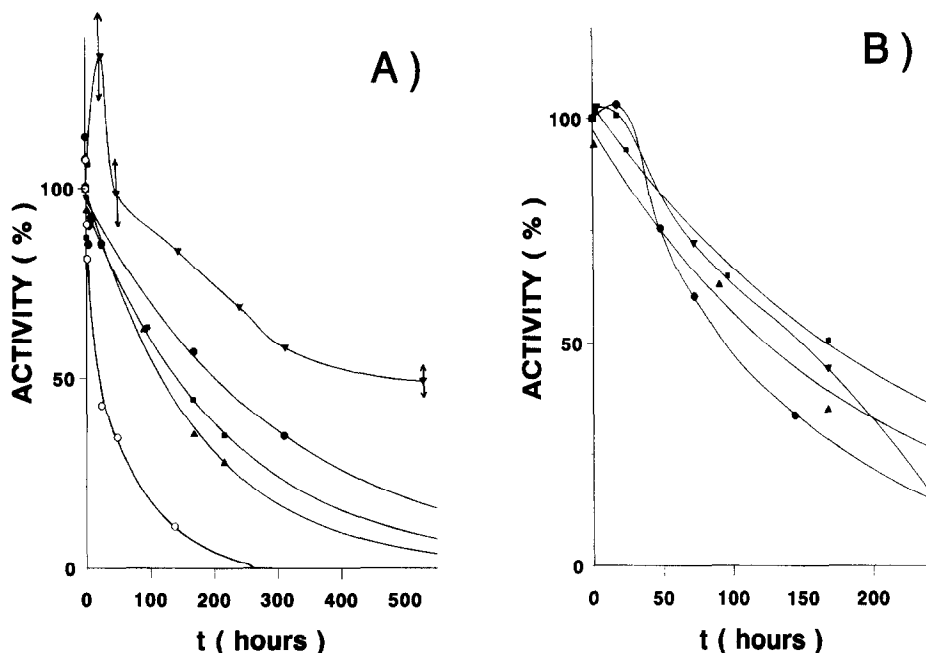 A )
ACTIVITY ( % )
100
50
0
0 100 200 300 400 500
t ( hours )
B )
ACTIVITY ( % )
100
50
0
0 50 100 150 200
t ( hours )